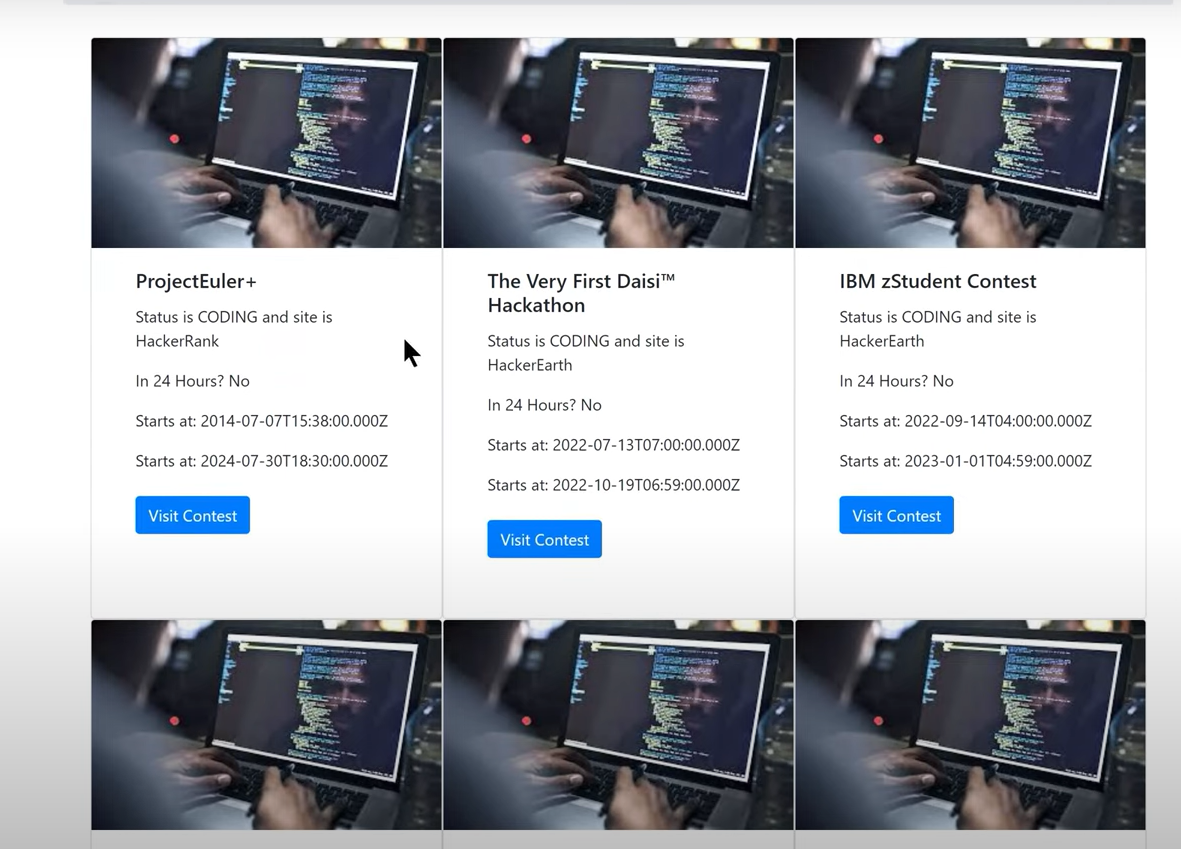 ProjectEuler+
Status is CODING and site is
HackerRank
In 24 Hours? No
Starts at: 2014-07-07T15:38:00.000Z
Starts at: 2024-07-30T18:30:00.000Z
Visit Contest
The Very First Daisi™
Hackathon
Status is CODING and site is
HackerEarth
In 24 Hours? No
Starts at: 2022-07-13T07:00:00.000Z
Starts at: 2022-10-19T06:59:00.000Z
Visit Contest
IBM zStudent Contest
Status is CODING and site is
HackerEarth
In 24 Hours? No
Starts at: 2022-09-14T04:00:00.000Z
Starts at: 2023-01-01T04:59:00.000Z
Visit Contest